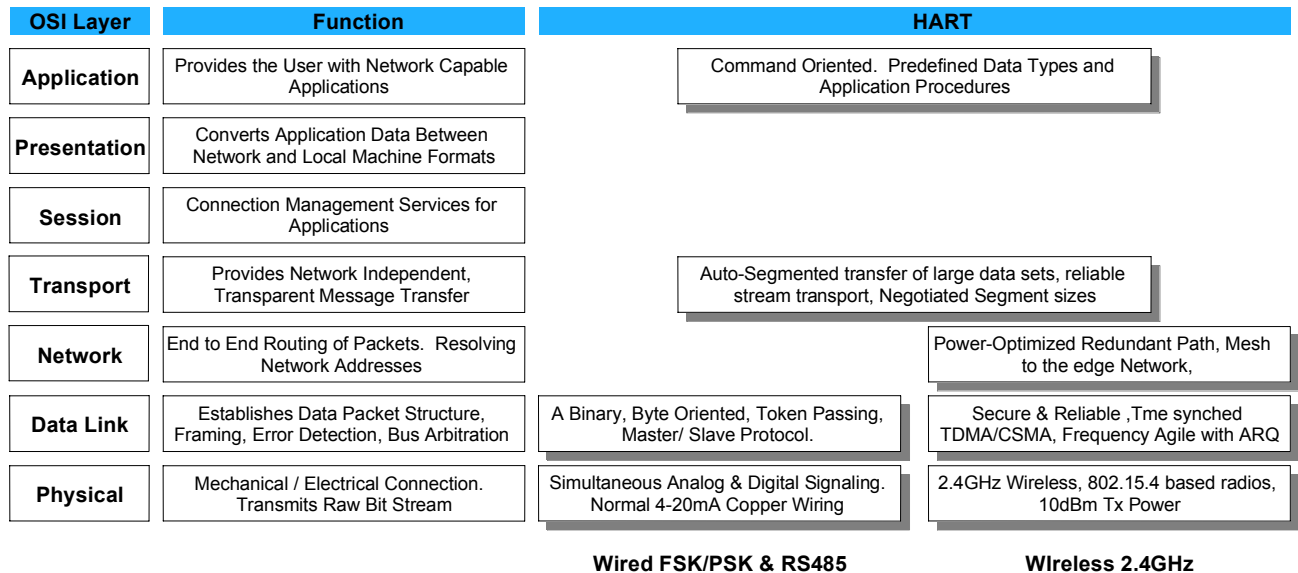 OSI Layer
Function
HART
Application
Provides the User with Network Capable
Applications
Command Oriented. Predefined Data Types and
Application Procedures
Presentation
Converts Application Data Between
Network and Local Machine Formats
Session
Connection Management Services for
Applications
Transport
Provides Network Independent,
Transparent Message Transfer
Auto-Segmented transfer of large data sets, reliable
stream transport, Negotiated Segment sizes
Network
End to End Routing of Packets. Resolving
Network Addresses
Power-Optimized Redundant Path, Mesh
to the edge Network,
Data Link
Establishes Data Packet Structure,
Framing, Error Detection, Bus Arbitration
A Binary, Byte Oriented, Token Passing,
Master/ Slave Protocol.
Secure & Reliable ,Tme synched
TDMA/CSMA, Frequency Agile with ARQ
Physical
Mechanical / Electrical Connection.
Transmits Raw Bit Stream
Simultaneous Analog & Digital Signaling.
Normal 4-20mA Copper Wiring
2.4GHz Wireless, 802.15.4 based radios,
10dBm Tx Power
Wired FSK/PSK & RS485
WIreless 2.4GHz